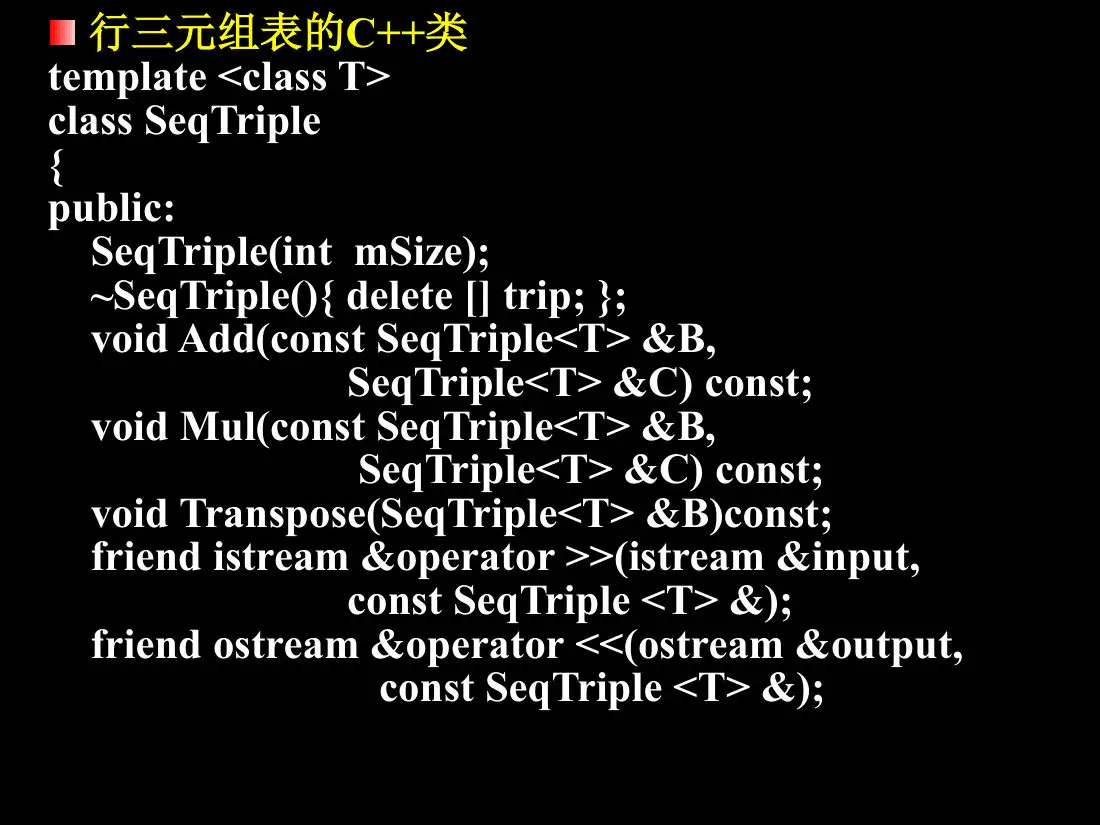 行三元组表的C++类
template <class T>
class SeqTriple
{
public:
SeqTriple(int  mSize);
~SeqTriple(){ delete [] trip; };
void Add(const SeqTriple<T> &B,
SeqTriple<T> &C) const;
void Mul(const SeqTriple<T> &B,
SeqTriple<T> &C) const;
void Transpose(SeqTriple<T> &B)const;
friend istream &operator >>(istream &input,
const SeqTriple <T> &);
friend ostream &operator <<(ostream &output,
const SeqTriple <T> &);